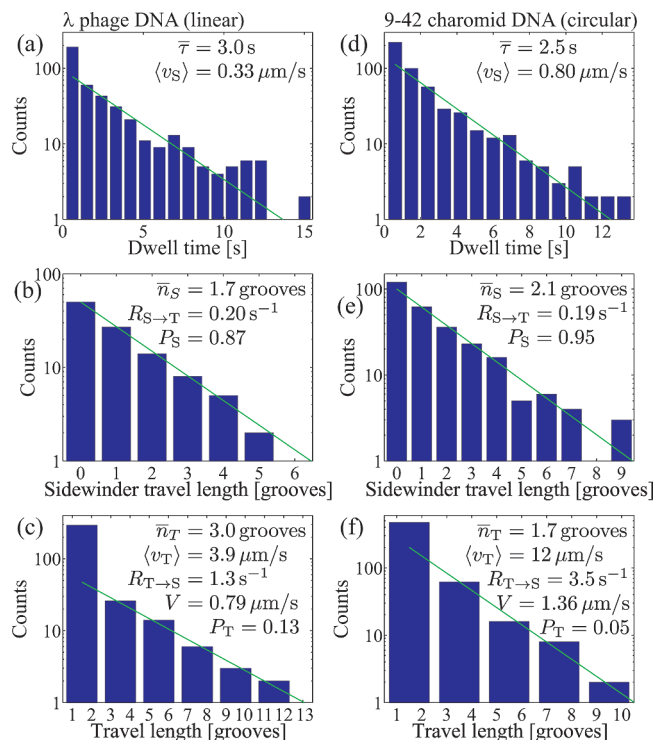 λ phage DNA (linear)
(a)
τ̅ = 3.0 s
⟨v_S⟩ = 0.33 μm/s
Counts
100
10
1
0 5 10 15
Dwell time [s]
(b)
n̅_S = 1.7 grooves
R_S→T = 0.20 s⁻¹
P_S = 0.87
Counts
100
10
1
0 1 2 3 4 5 6
Sidewinder travel length [grooves]
(c)
n̅_T = 3.0 grooves
⟨v_T⟩ = 3.9 μm/s
R_T→S = 1.3 s⁻¹
V = 0.79 μm/s
P_T = 0.13
Counts
100
10
1
1 2 3 4 5 6 7 8 9 10 11 12 13
Travel length [grooves]
9-42 charomid DNA (circular)
(d)
τ̅ = 2.5 s
⟨v_S⟩ = 0.80 μm/s
Counts
100
10
1
0 2 4 6 8 10 12
Dwell time [s]
(e)
n̅_S = 2.1 grooves
R_S→T = 0.19 s⁻¹
P_S = 0.95
Counts
100
10
1
0 1 2 3 4 5 6 7 8 9
Sidewinder travel length [grooves]
(f)
n̅_T = 1.7 grooves
⟨v_T⟩ = 12 μm/s
R_T→S = 3.5 s⁻¹
V = 1.36 μm/s
P_T = 0.05
Counts
100
10
1
1 2 3 4 5 6 7 8 9 10
Travel length [grooves]